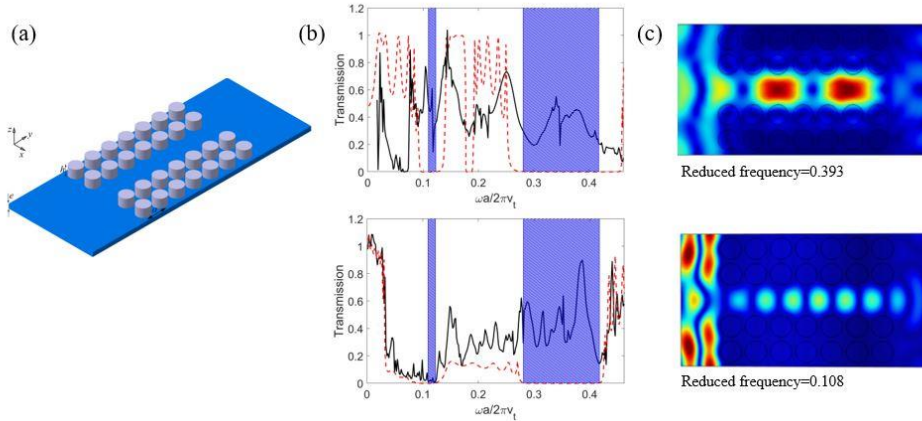 (a)
(b)
(c)
z
y
x
h
Transmission
1.2
1
0.8
0.6
0.4
0.2
0
0
0.1
0.2
0.3
0.4
ωa/2πvt
Reduced frequency=0.393
Transmission
1.2
1
0.8
0.6
0.4
0.2
0
0
0.1
0.2
0.3
0.4
ωa/2πvt
Reduced frequency=0.108